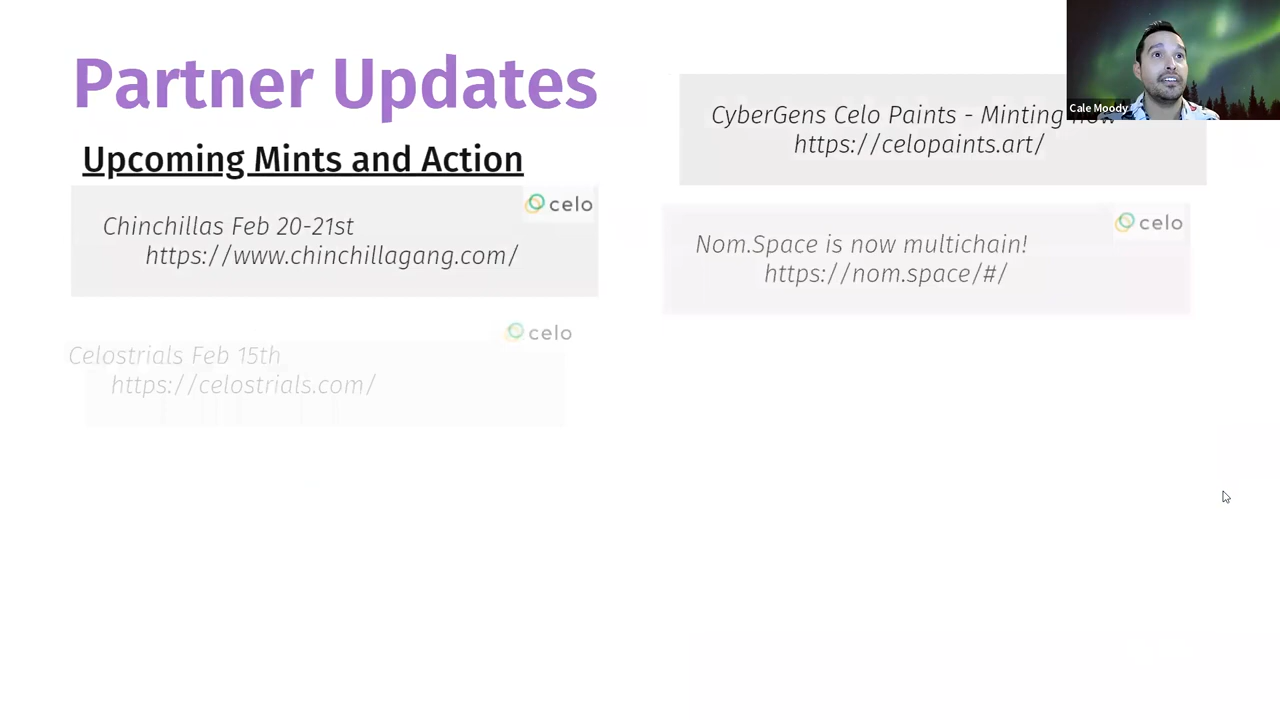 Partner Updates
Upcoming Mints and Action
celo
Chinchillas Feb 20-21st
https://www.chinchillagang.com/
celo
Celostrials Feb 15th
https://celostrials.com/
Cale Moody
CyberGens Celo Paints - Minting now
https://celopaints.art/
celo
Nom.Space is now multichain!
https://nom.space/#/